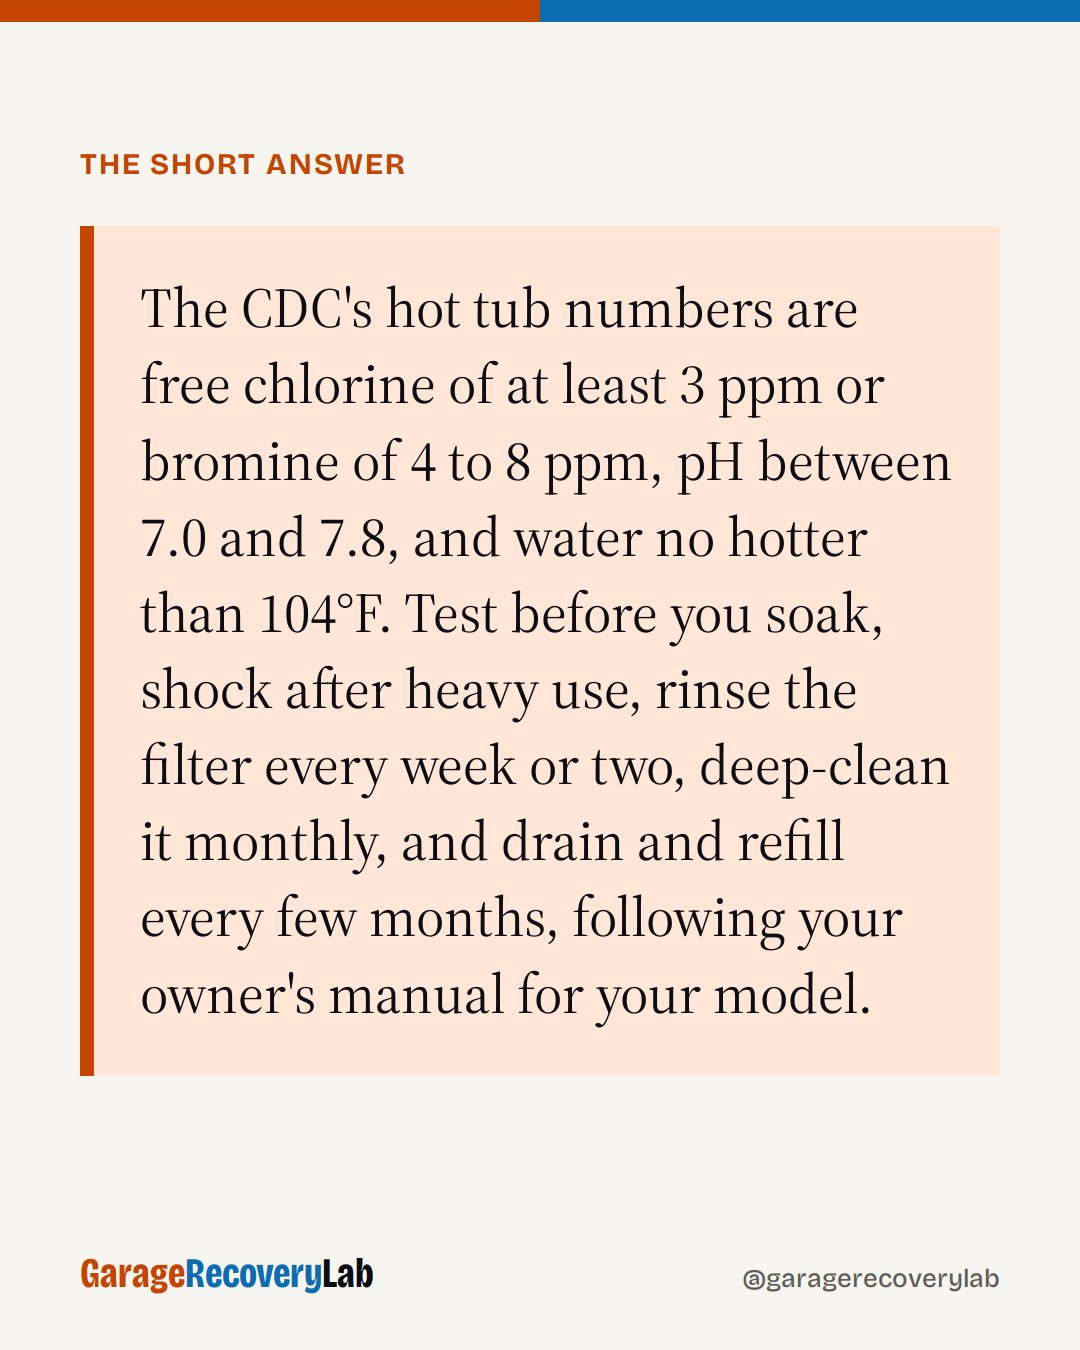 THE SHORT ANSWER
The CDC's hot tub numbers are
free chlorine of at least 3 ppm or
bromine of 4 to 8 ppm, pH between
7.0 and 7.8, and water no hotter
than 104°F. Test before you soak,
shock after heavy use, rinse the
filter every week or two, deep-clean
it monthly, and drain and refill
every few months, following your
owner's manual for your model.
GarageRecoveryLab
@garagerecoverylab